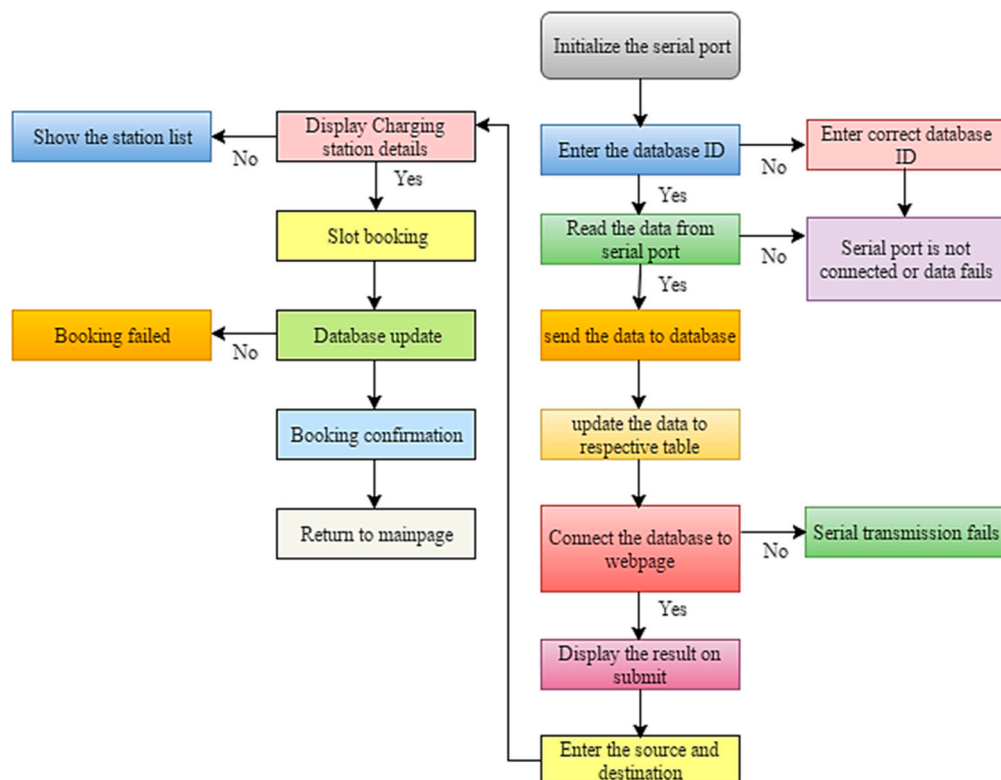 Initialize the serial port
Show the station list
No
Display Charging
station details
Enter the database ID
No
Enter correct database
ID
Yes
Yes
Slot booking
Read the data from
serial port
No
Serial port is not
connected or data fails
Yes
Booking failed
No
Database update
send the data to database
Booking confirmation
update the data to
respective table
Return to mainpage
Connect the database to
webpage
No
Serial transmission fails
Yes
Display the result on
submit
Enter the source and
destination